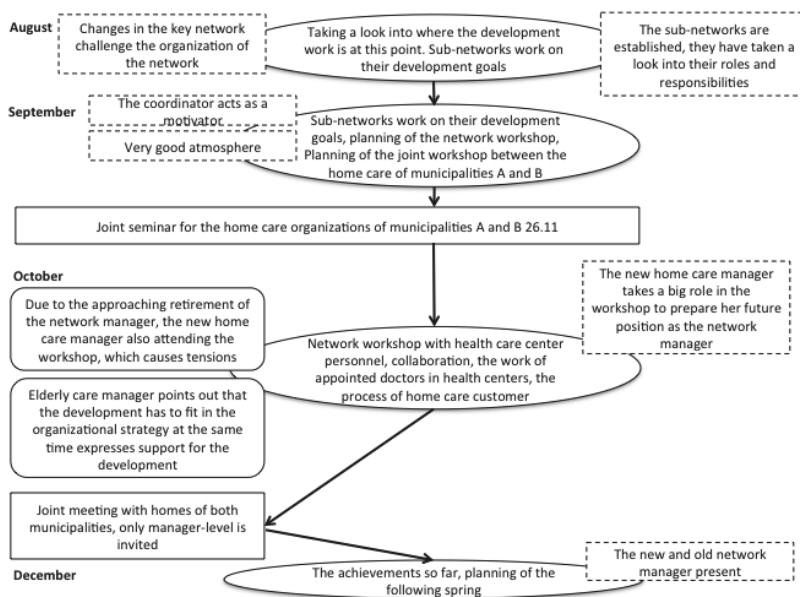 August
Changes in the key network
challenge the organization of
the network
Taking a look into where the development
work is at this point. Sub-networks work on
their development goals
The sub-networks are
established, they have taken a
look into their roles and
responsibilities
September
The coordinator acts as a
motivator
Very good atmosphere
Sub-networks work on their development
goals, planning of the network workshop,
Planning of the joint workshop between the
home care of municipalities A and B
Joint seminar for the home care organizations of municipalities A and B 26.11
October
Due to the approaching retirement of
the network manager, the new home
care manager also attending the
workshop, which causes tensions
The new home care manager
takes a big role in the
workshop to prepare her future
position as the network
manager
Network workshop with health care center
personnel, collaboration, the work of
appointed doctors in health centers, the
process of home care customer
Elderly care manager points out that
the development has to fit in the
organizational strategy at the same
time expresses support for the
development
Joint meeting with homes of both
municipalities, only manager-level is
invited
December
The achievements so far, planning of the
following spring
The new and old network
manager present